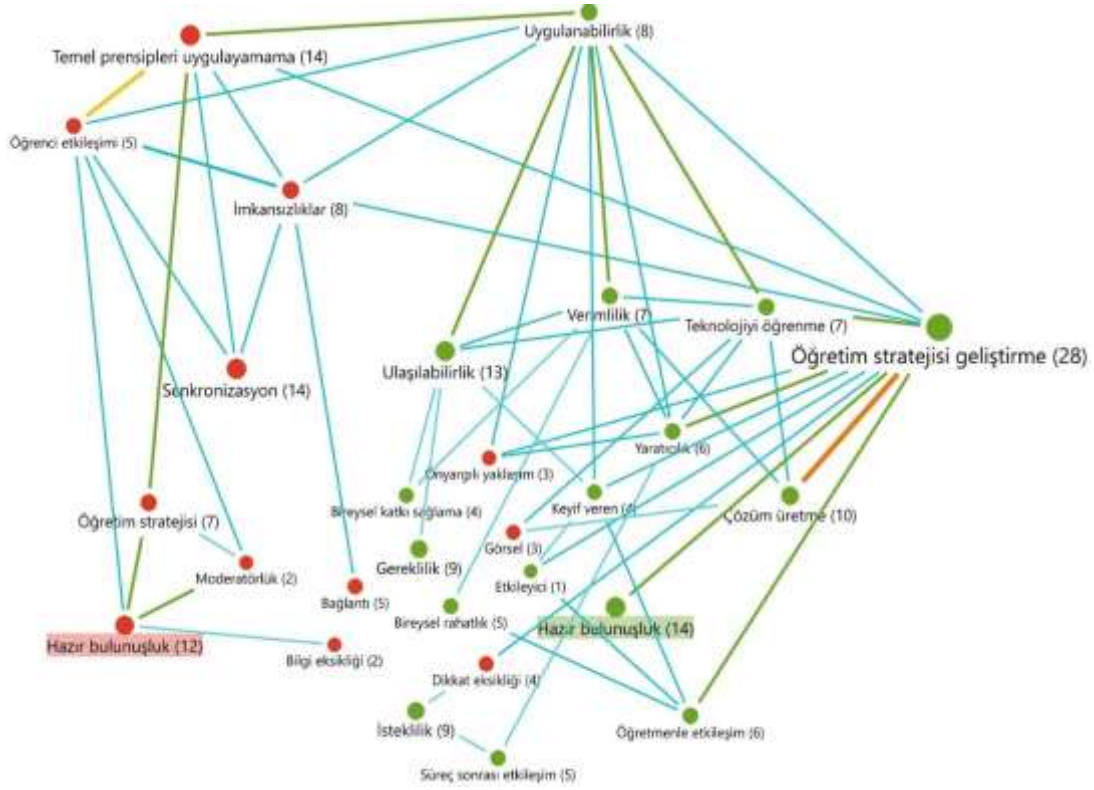 Uygulanabilirlik (8)
Temel prensipleri uygulayamama (14)
Öğrenci etkileşimi (5)
İmkansızlıklar (8)
Verimlilik (7)
Teknolojiyi öğrenme (7)
Öğretim stratejisi geliştirme (28)
Ulaşılabilirlik (13)
Senkronizasyon (14)
Yaratıcılık (6)
Önyargılı yaklaşım (3)
Bireysel katkı sağlama (4)
Keyif veren (4)
Çözüm üretme (10)
Öğretim stratejisi (7)
Görsel (3)
Gereklilik (9)
Moderatörlük (2)
Etkileyici (1)
Bağlantı (5)
Bireysel rahatlık (5)
Hazır bulunuşluk (14)
Hazır bulunuşluk (12)
Bilgi eksikliği (2)
Dikkat eksikliği (4)
İsteklilik (9)
Öğretmenle etkileşim (6)
Süreç sonrası etkileşim (5)